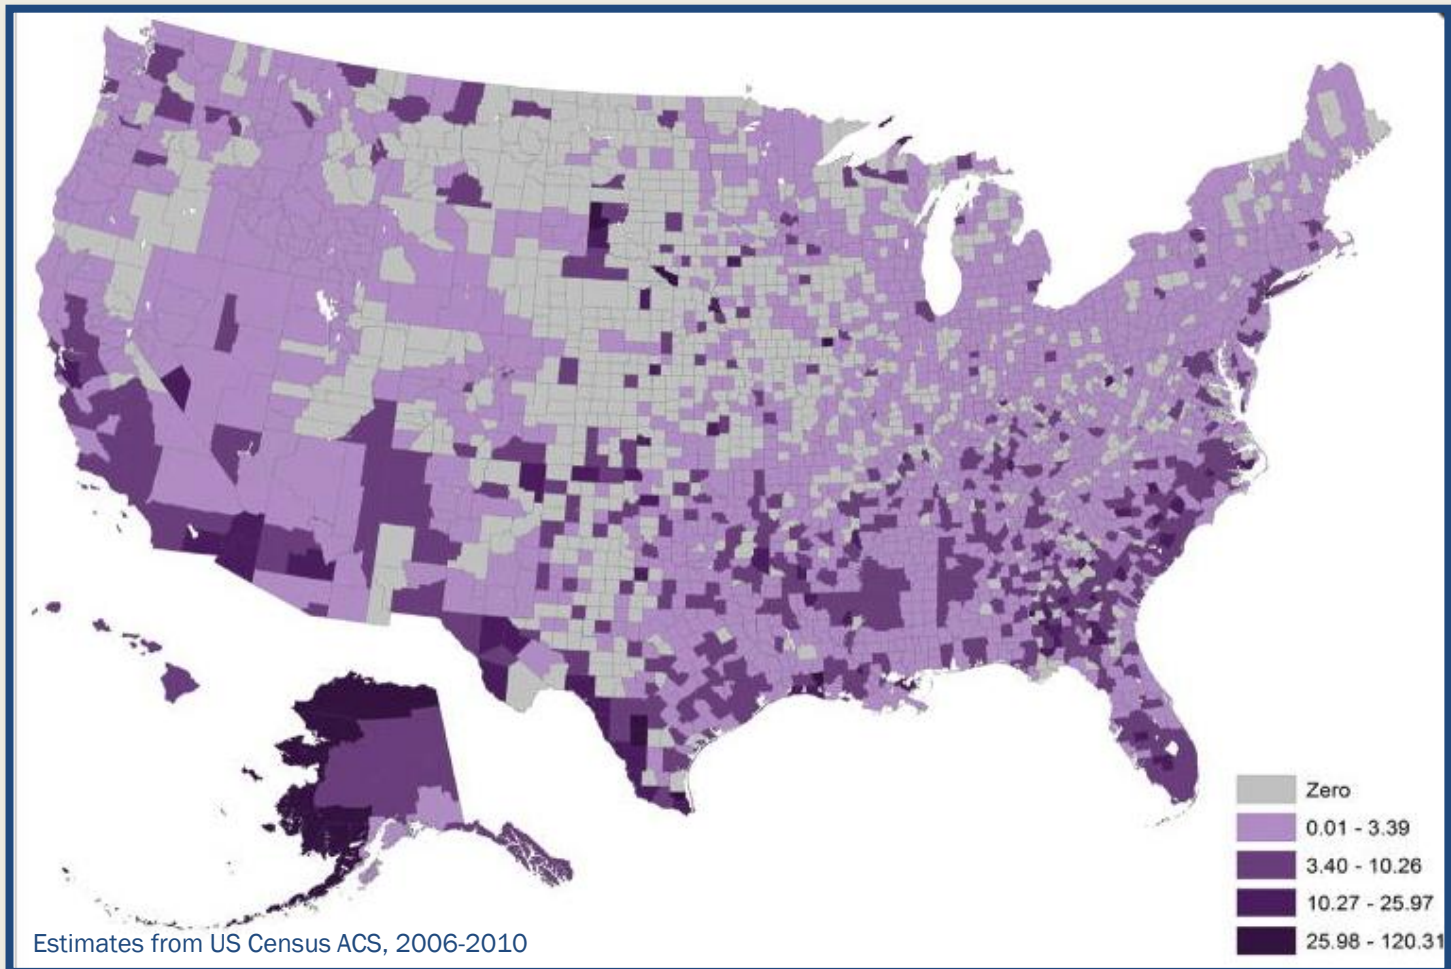 Zero
0.01 - 3.39
3.40 - 10.26
10.27 - 25.97
25.98 - 120.31
Estimates from US Census ACS, 2006-2010